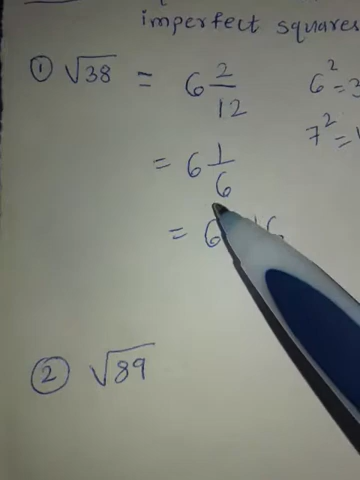 imperfect squares
① √38 = 6 2/12
6² = 3
7² =
= 6 1/6
= 6
② √89